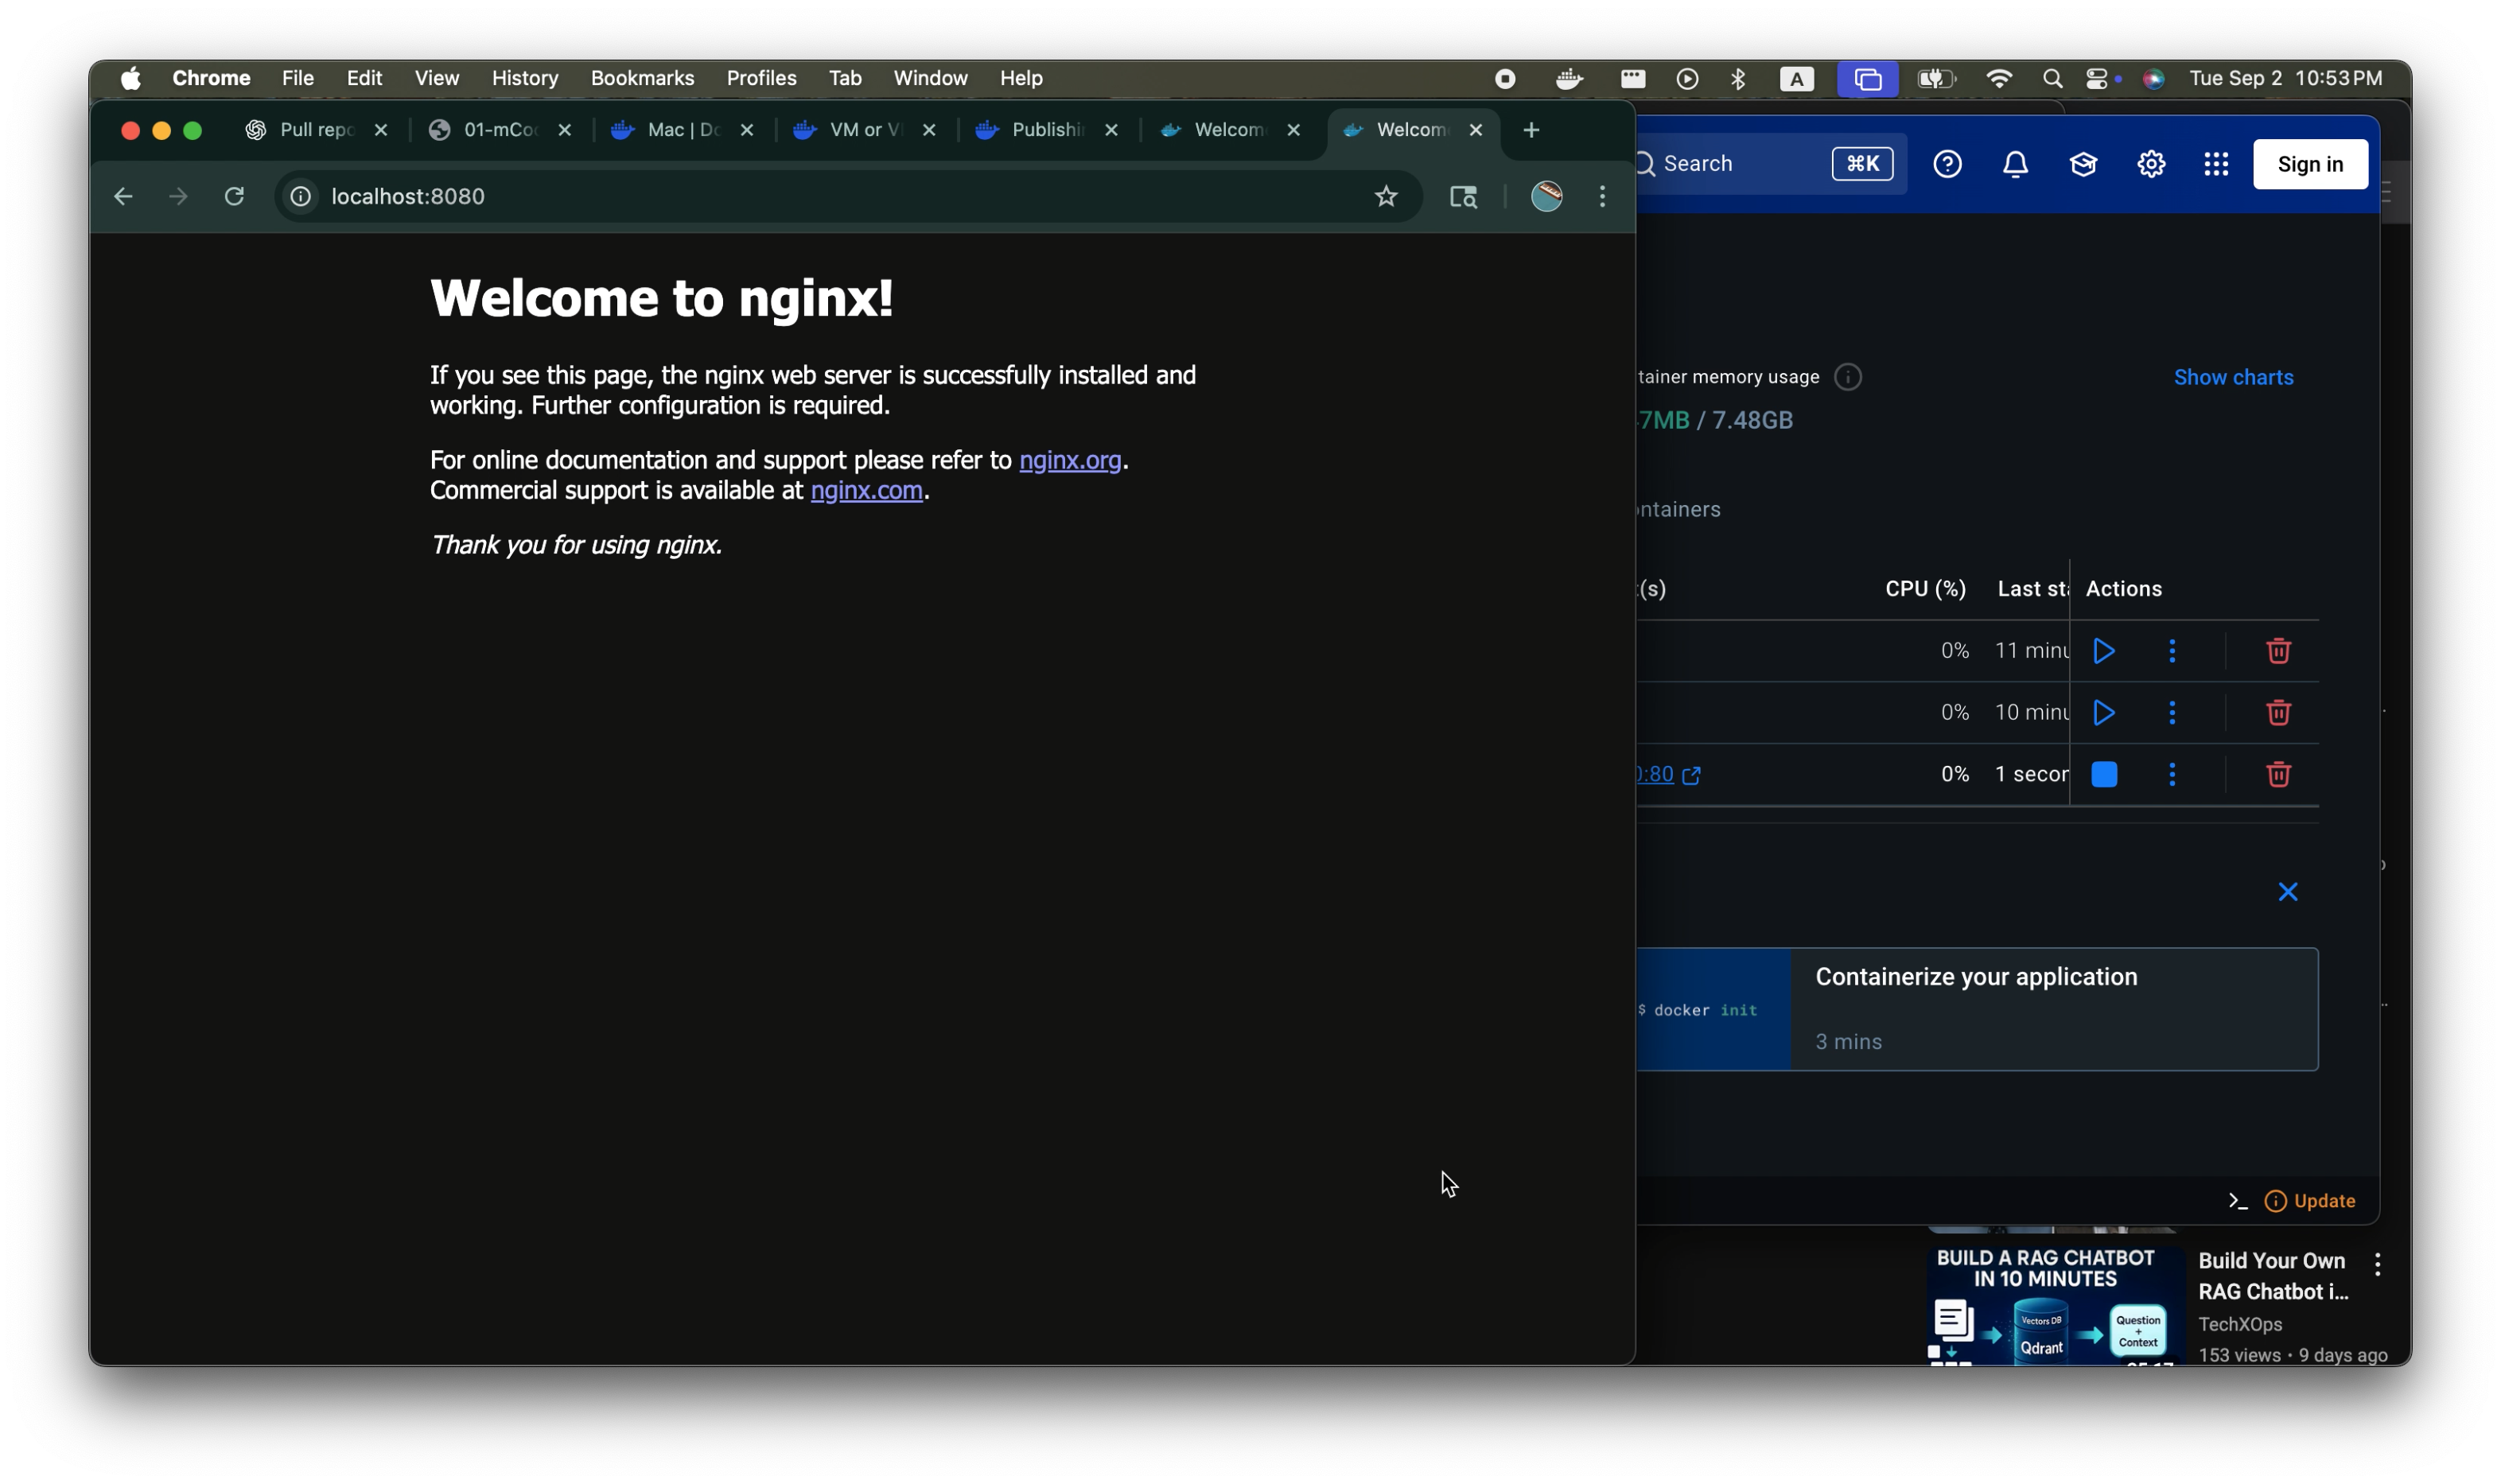 Chrome File Edit View History Bookmarks Profiles Tab Window Help A Tue Sep 2 10:53 PM
Pull repo 01-mCo Mac | Do VM or V Publishi Welcom Welcom
localhost:8080
Search ⌘K Sign in
Welcome to nginx!
If you see this page, the nginx web server is successfully installed and
working. Further configuration is required.
For online documentation and support please refer to nginx.org.
Commercial support is available at nginx.com.
Thank you for using nginx.
tainer memory usage Show charts
7MB / 7.48GB
ntainers
(s) CPU (%) Last sta Actions
0% 11 minu
0% 10 minu
:80 0% 1 secon
Containerize your application
$ docker init
3 mins
>_ Update
BUILD A RAG CHATBOT
IN 10 MINUTES
Vectors DB
Qdrant
Question
+
Context
Build Your Own
RAG Chatbot i...
TechXOps
153 views • 9 days ago